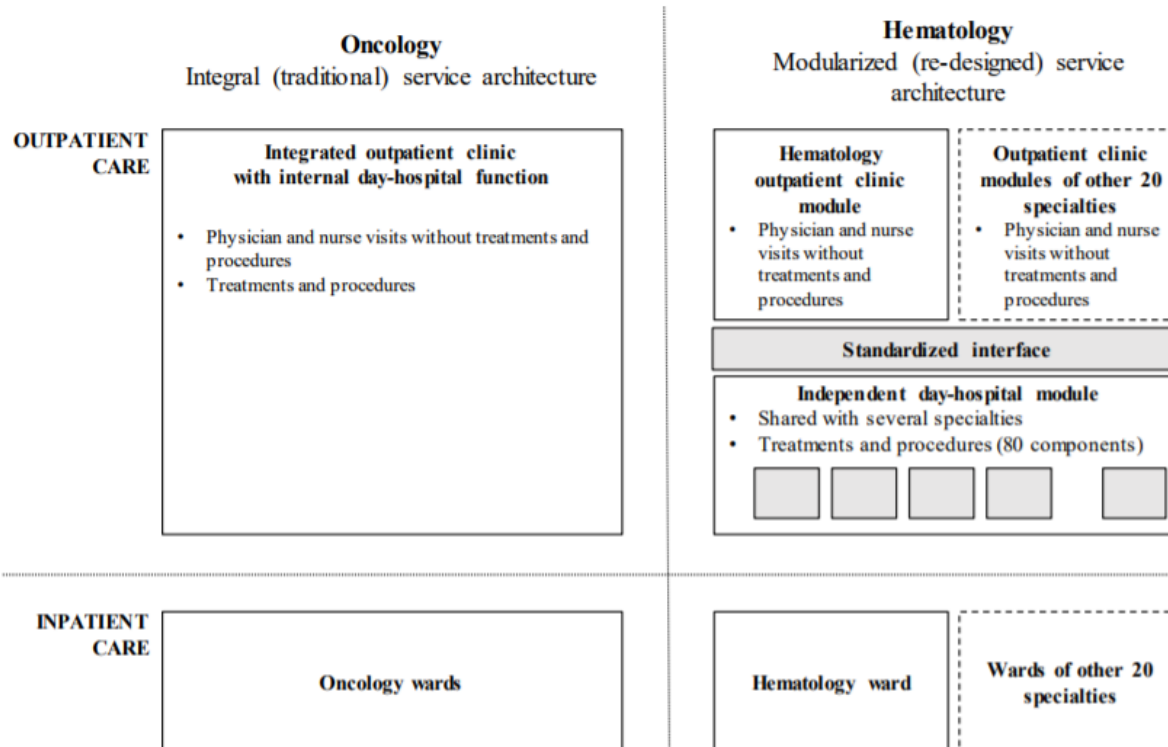 Oncology
Integral (traditional) service architecture
Hematology
Modularized (re-designed) service
architecture
OUTPATIENT
CARE
Integrated outpatient clinic
with internal day-hospital function
• Physician and nurse visits without treatments and
procedures
• Treatments and procedures
Hematology
outpatient clinic
module
• Physician and nurse
visits without
treatments and
procedures
Outpatient clinic
modules of other 20
specialties
• Physician and nurse
visits without
treatments and
procedures
Standardized interface
Independent day-hospital module
• Shared with several specialties
• Treatments and procedures (80 components)
INPATIENT
CARE
Oncology wards
Hematology ward
Wards of other 20
specialties